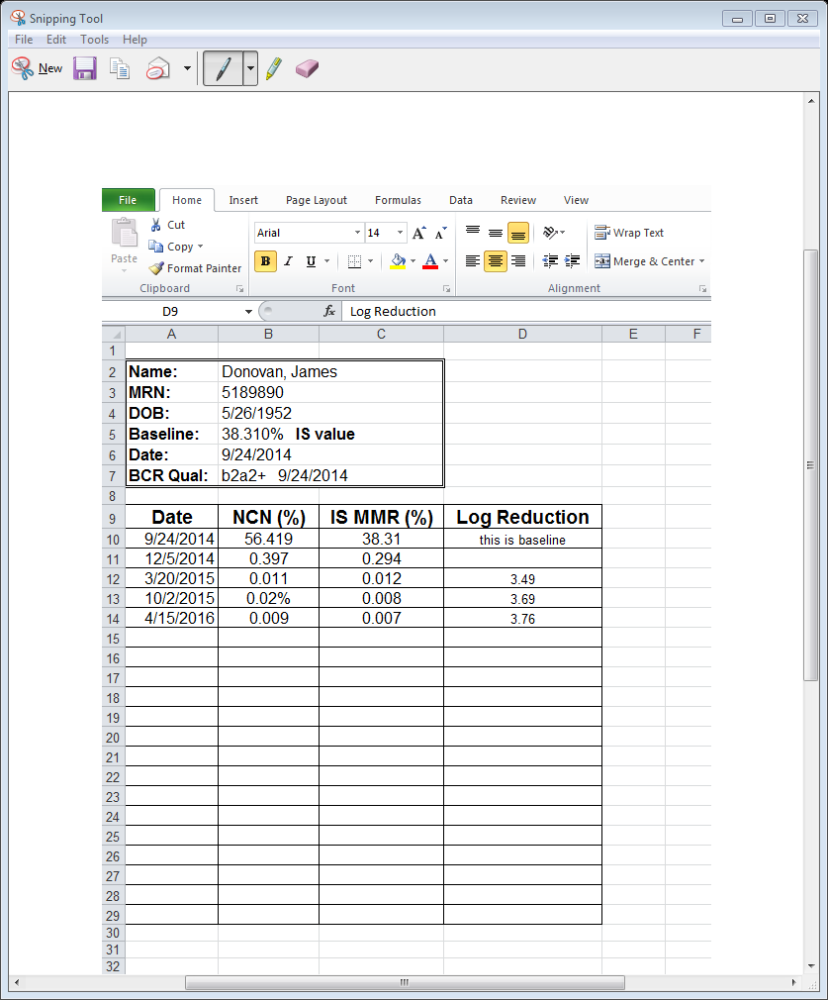 Snipping Tool
File Edit Tools Help
New
File Home Insert Page Layout Formulas Data Review View
Paste
Cut
Copy
Format Painter
Clipboard
Arial 14 A A
B I U A
Font
Wrap Text
Merge & Center
Alignment
D9 fx Log Reduction
A B C D E F
1
2 Name: Donovan, James
3 MRN: 5189890
4 DOB: 5/26/1952
5 Baseline: 38.310% IS value
6 Date: 9/24/2014
7 BCR Qual: b2a2+ 9/24/2014
8
9 Date NCN (%) IS MMR (%) Log Reduction
10 9/24/2014 56.419 38.31 this is baseline
11 12/5/2014 0.397 0.294
12 3/20/2015 0.011 0.012 3.49
13 10/2/2015 0.02% 0.008 3.69
14 4/15/2016 0.009 0.007 3.76
15
16
17
18
19
20
21
22
23
24
25
26
27
28
29
30
31
32